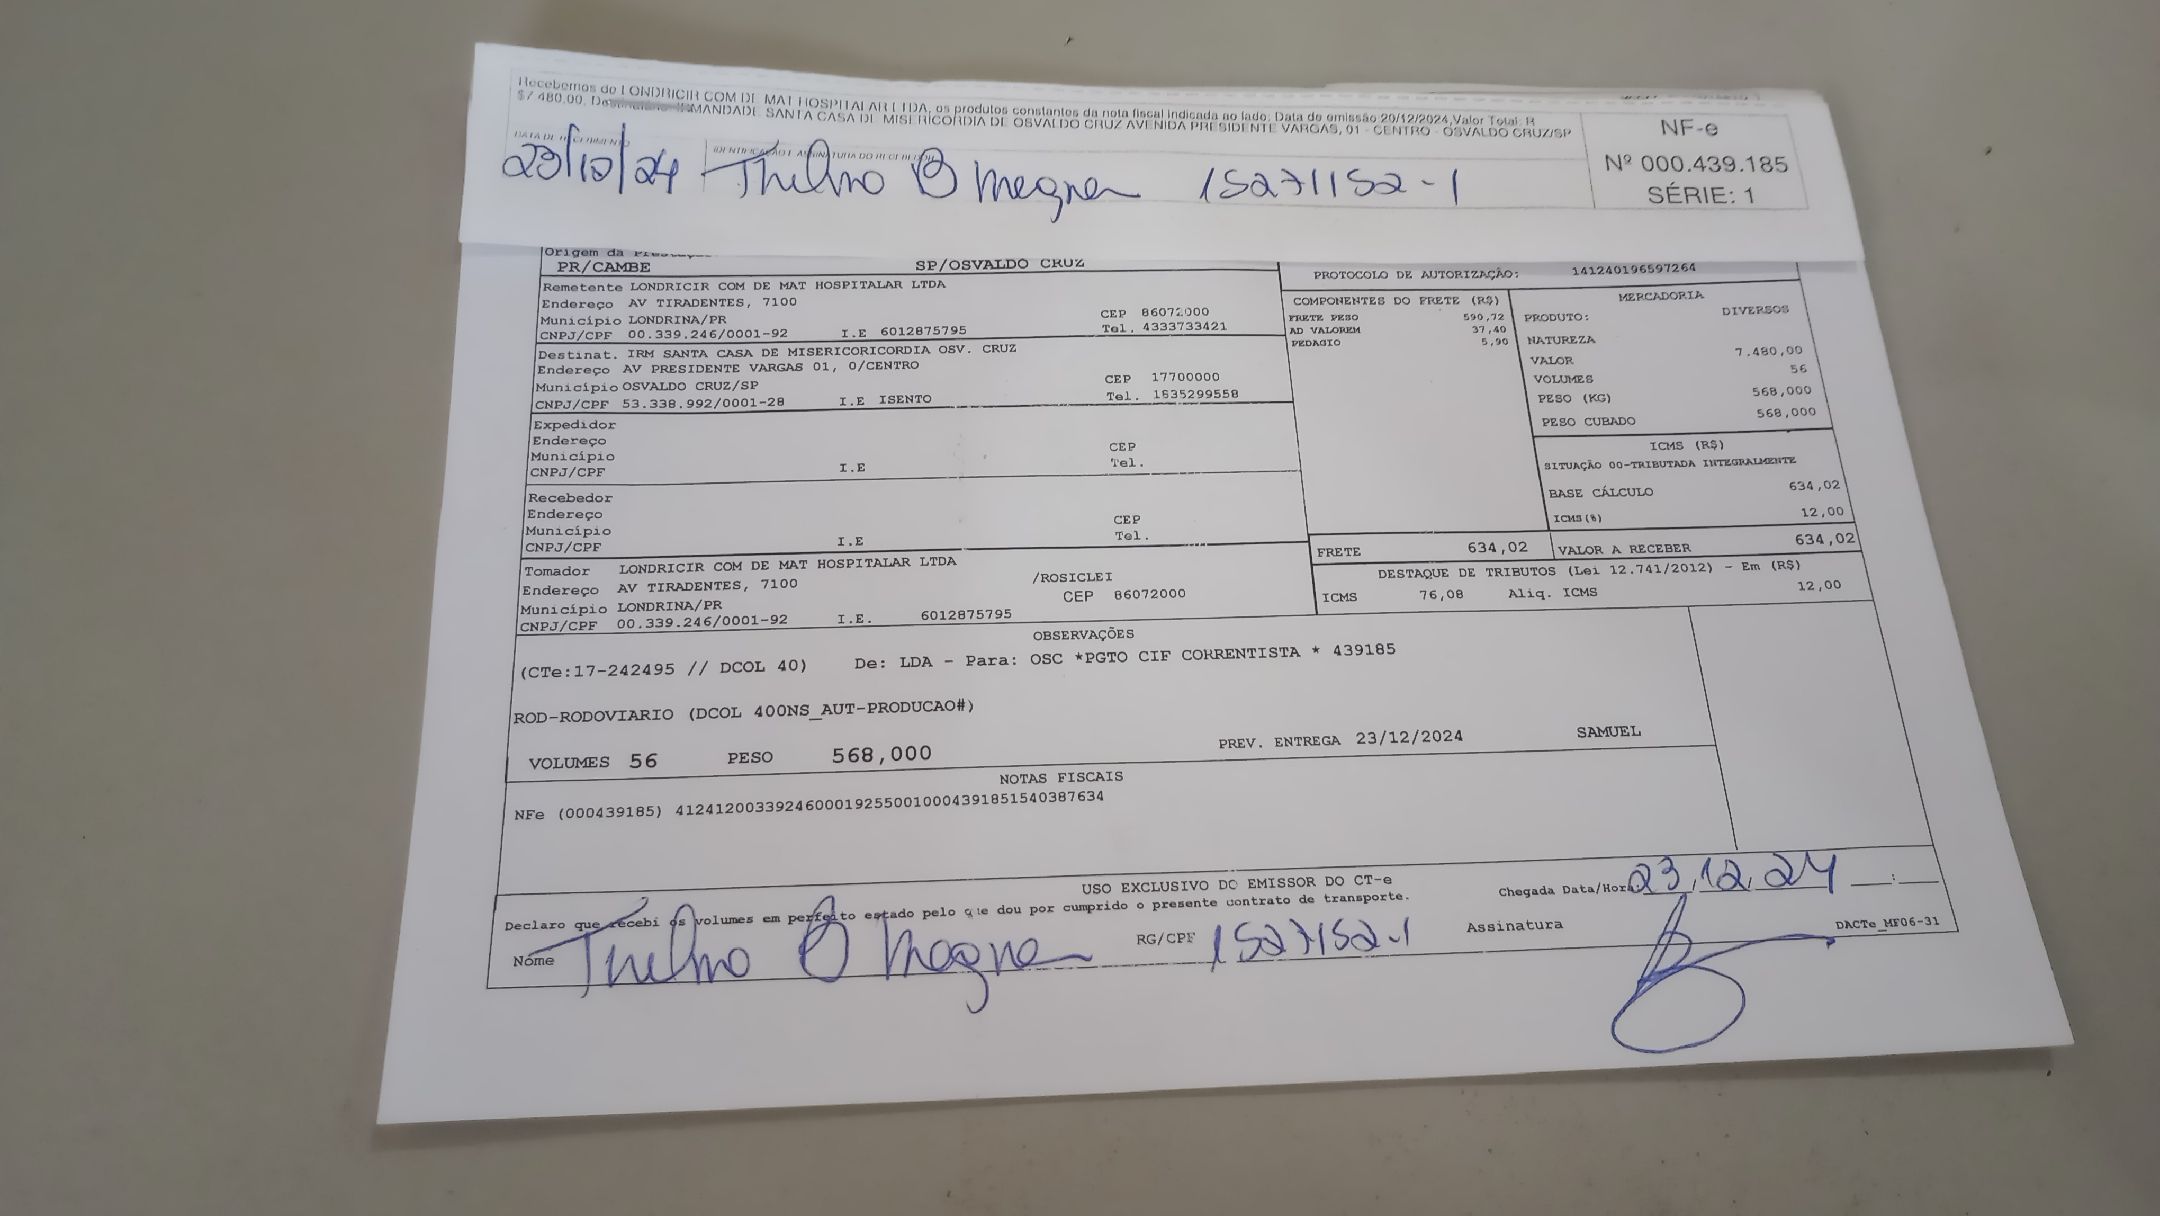 Recebemos de LONDRICIR COM DE MAT HOSPITALAR LTDA, os produtos constantes da nota fiscal indicada ao lado. Data de emissão 20/12/2024,Valor Total: R
$7.480,00, IRMANDADE SANTA CASA DE MISERICORDIA DE OSVALDO CRUZ AVENIDA PRESIDENTE VARGAS, 01 - CENTRO - OSVALDO CRUZ/SP
DATA DE RECEBIMENTO
IDENTIFICAÇÃO E ASSINATURA DO RECEBEDOR
23/12/24 Thelmo B Megna 15271152-1
NF-e
Nº 000.439.185
SÉRIE: 1
Origem da Prestação
PR/CAMBE SP/OSVALDO CRUZ
PROTOCOLO DE AUTORIZAÇÃO: 141240196597264
Remetente LONDRICIR COM DE MAT HOSPITALAR LTDA
Endereço AV TIRADENTES, 7100
Município LONDRINA/PR CEP 86072000
CNPJ/CPF 00.339.246/0001-92 I.E 6012875795 Tel. 4333733421
Destinat. IRM SANTA CASA DE MISERICORICORDIA OSV. CRUZ
Endereço AV PRESIDENTE VARGAS 01, 0/CENTRO
Município OSVALDO CRUZ/SP CEP 17700000
CNPJ/CPF 53.338.992/0001-28 I.E ISENTO Tel. 1835299558
Expedidor
Endereço
Município CEP
CNPJ/CPF I.E Tel.
Recebedor
Endereço
Município CEP
CNPJ/CPF I.E Tel.
Tomador LONDRICIR COM DE MAT HOSPITALAR LTDA
Endereço AV TIRADENTES, 7100 /ROSICLEI
Município LONDRINA/PR CEP 86072000
CNPJ/CPF 00.339.246/0001-92 I.E. 6012875795
COMPONENTES DO FRETE (R$)
FRETE PESO 590,72
AD VALOREM 37,40
PEDAGIO 5,90
MERCADORIA
PRODUTO: DIVERSOS
NATUREZA
VALOR 7.480,00
VOLUMES 56
PESO (KG) 568,000
PESO CUBADO 568,000
ICMS (R$)
SITUAÇÃO 00-TRIBUTADA INTEGRALMENTE
BASE CÁLCULO 634,02
ICMS(%) 12,00
FRETE 634,02 VALOR A RECEBER 634,02
DESTAQUE DE TRIBUTOS (Lei 12.741/2012) - Em (R$)
ICMS 76,08 Aliq. ICMS 12,00
OBSERVAÇÕES
(CTe:17-242495 // DCOL 40) De: LDA - Para: OSC *PGTO CIF CORRENTISTA * 439185
ROD-RODOVIARIO (DCOL 400NS_AUT-PRODUCAO#)
VOLUMES 56 PESO 568,000 PREV. ENTREGA 23/12/2024 SAMUEL
NOTAS FISCAIS
NFe (000439185) 41241200339246000192550010004391851540387634
USO EXCLUSIVO DO EMISSOR DO CT-e
Chegada Data/Hora 23,12,24 __:__
Declaro que recebi os volumes em perfeito estado pelo que dou por cumprido o presente contrato de transporte.
Nome Thelmo B Megna RG/CPF 15271152-1 Assinatura
DACTe_MF06-31